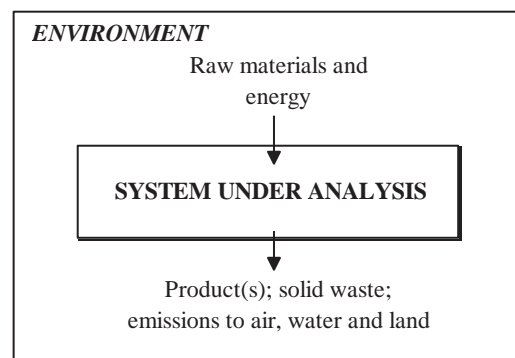 ENVIRONMENT
Raw materials and
energy
SYSTEM UNDER ANALYSIS
Product(s); solid waste;
emissions to air, water and land